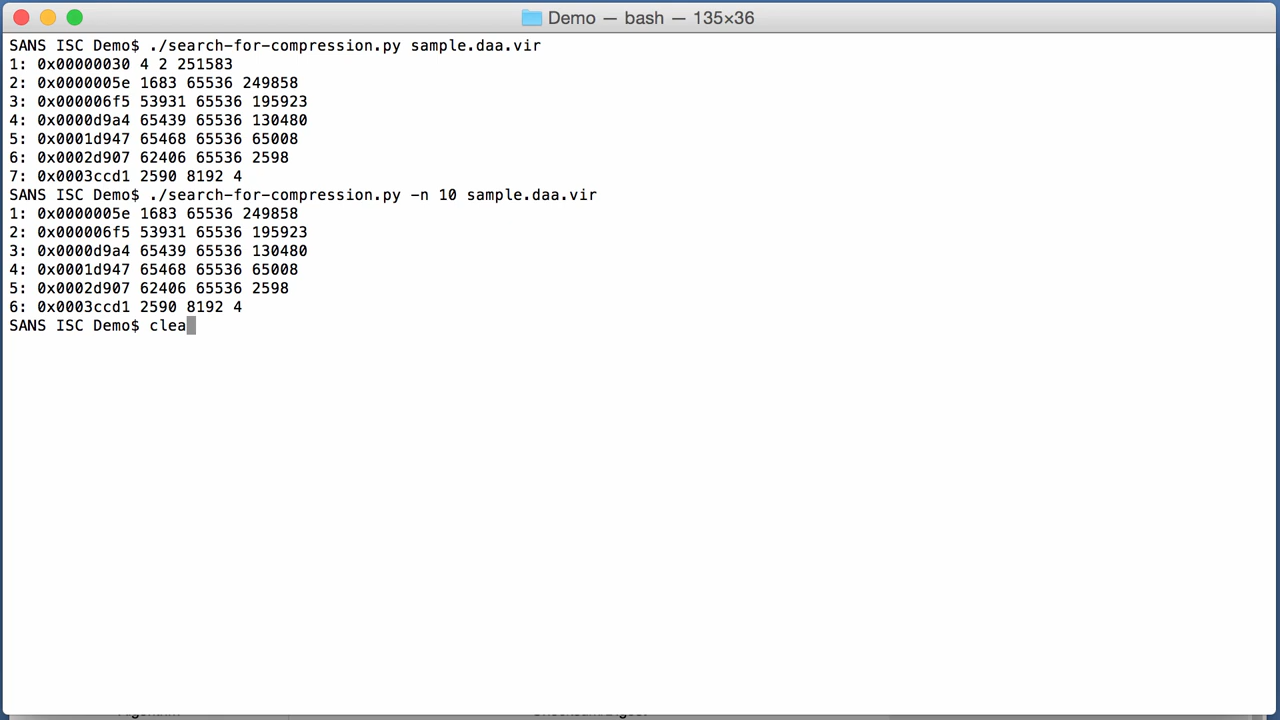 Demo — bash — 135×36
SANS ISC Demo$ ./search-for-compression.py sample.daa.vir
1: 0x00000030 4 2 251583
2: 0x0000005e 1683 65536 249858
3: 0x000006f5 53931 65536 195923
4: 0x0000d9a4 65439 65536 130480
5: 0x0001d947 65468 65536 65008
6: 0x0002d907 62406 65536 2598
7: 0x0003ccd1 2590 8192 4
SANS ISC Demo$ ./search-for-compression.py -n 10 sample.daa.vir
1: 0x0000005e 1683 65536 249858
2: 0x000006f5 53931 65536 195923
3: 0x0000d9a4 65439 65536 130480
4: 0x0001d947 65468 65536 65008
5: 0x0002d907 62406 65536 2598
6: 0x0003ccd1 2590 8192 4
SANS ISC Demo$ clea